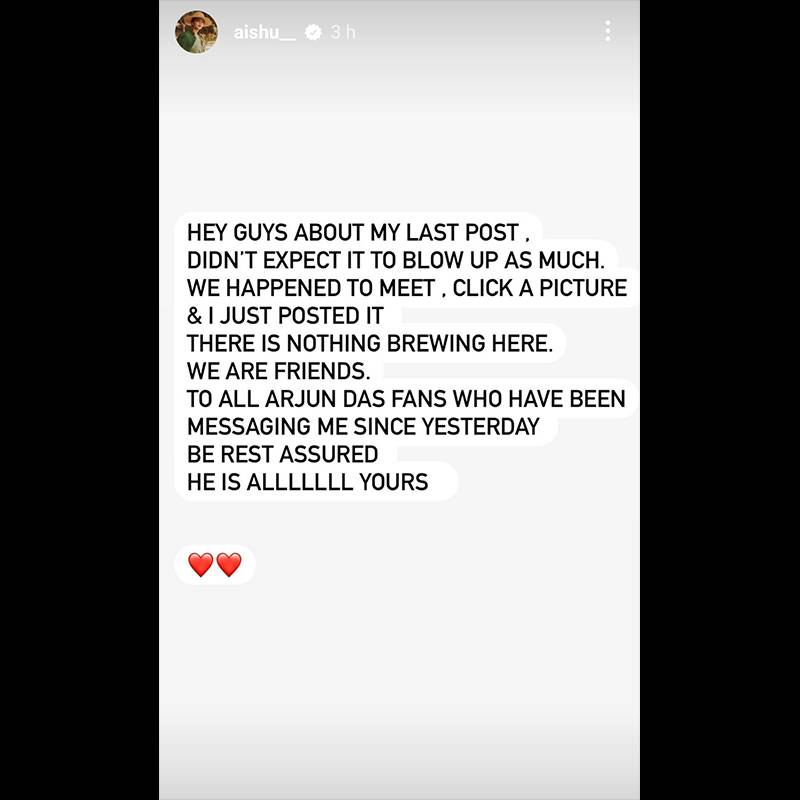 aishu__ 3 h
HEY GUYS ABOUT MY LAST POST ,
DIDN'T EXPECT IT TO BLOW UP AS MUCH.
WE HAPPENED TO MEET , CLICK A PICTURE
& I JUST POSTED IT
THERE IS NOTHING BREWING HERE.
WE ARE FRIENDS.
TO ALL ARJUN DAS FANS WHO HAVE BEEN
MESSAGING ME SINCE YESTERDAY
BE REST ASSURED
HE IS ALLLLLLL YOURS
❤️❤️